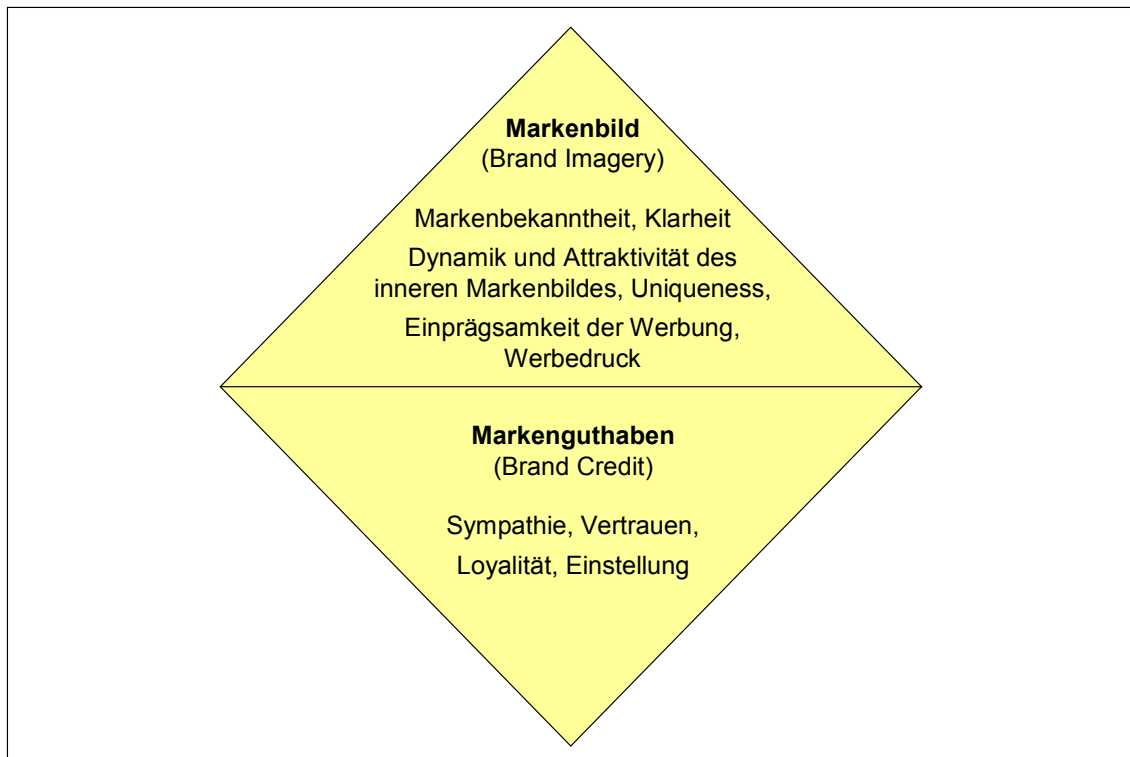 Markenbild
(Brand Imagery)
Markenbekanntheit, Klarheit
Dynamik und Attraktivität des
inneren Markenbildes, Uniqueness,
Einprägsamkeit der Werbung,
Werbedruck
Markenguthaben
(Brand Credit)
Sympathie, Vertrauen,
Loyalität, Einstellung